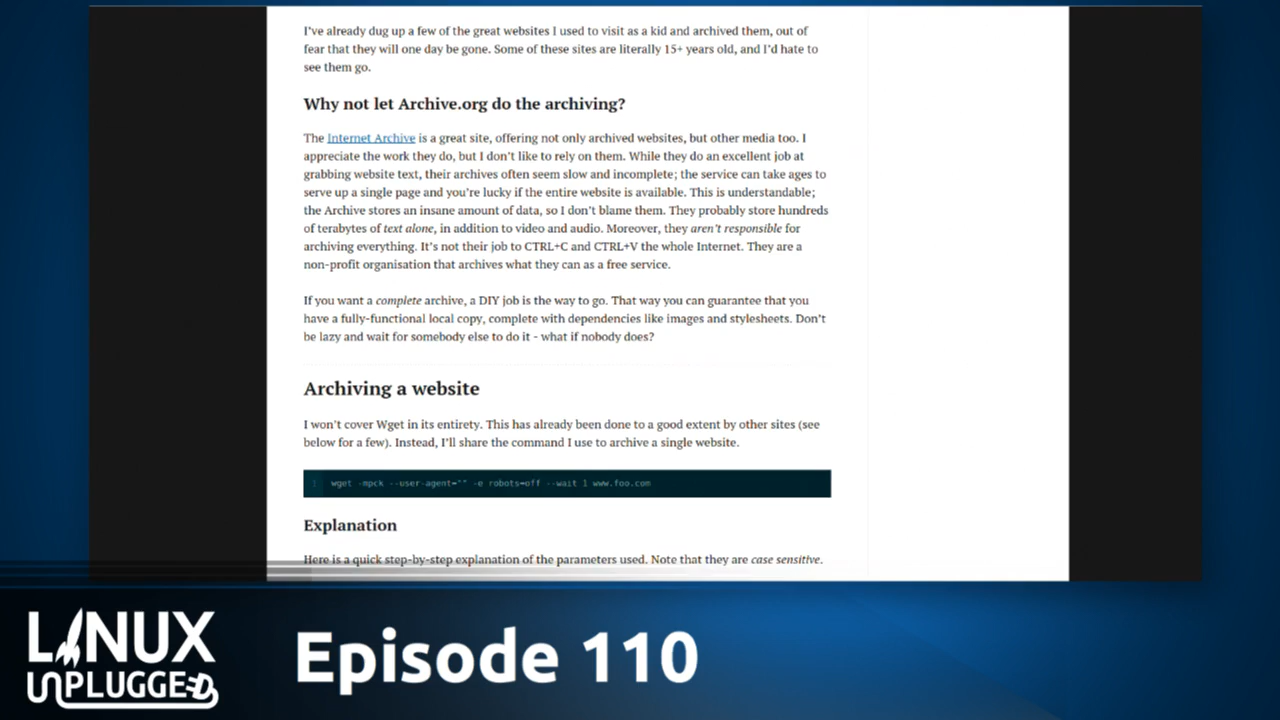 I've already dug up a few of the great websites I used to visit as a kid and archived them, out of
fear that they will one day be gone. Some of these sites are literally 15+ years old, and I'd hate to
see them go.
Why not let Archive.org do the archiving?
The Internet Archive is a great site, offering not only archived websites, but other media too. I
appreciate the work they do, but I don't like to rely on them. While they do an excellent job at
grabbing website text, their archives often seem slow and incomplete; the service can take ages to
serve up a single page and you're lucky if the entire website is available. This is understandable;
the Archive stores an insane amount of data, so I don't blame them. They probably store hundreds
of terabytes of text alone, in addition to video and audio. Moreover, they aren't responsible for
archiving everything. It's not their job to CTRL+C and CTRL+V the whole Internet. They are a
non-profit organisation that archives what they can as a free service.
If you want a complete archive, a DIY job is the way to go. That way you can guarantee that you
have a fully-functional local copy, complete with dependencies like images and stylesheets. Don't
be lazy and wait for somebody else to do it - what if nobody does?
Archiving a website
I won't cover Wget in its entirety. This has already been done to a good extent by other sites (see
below for a few). Instead, I'll share the command I use to archive a single website.
1 wget -mpck --user-agent="" -e robots=off --wait 1 www.foo.com
Explanation
Here is a quick step-by-step explanation of the parameters used. Note that they are case sensitive.
LINUX
UNPLUGGED
Episode 110